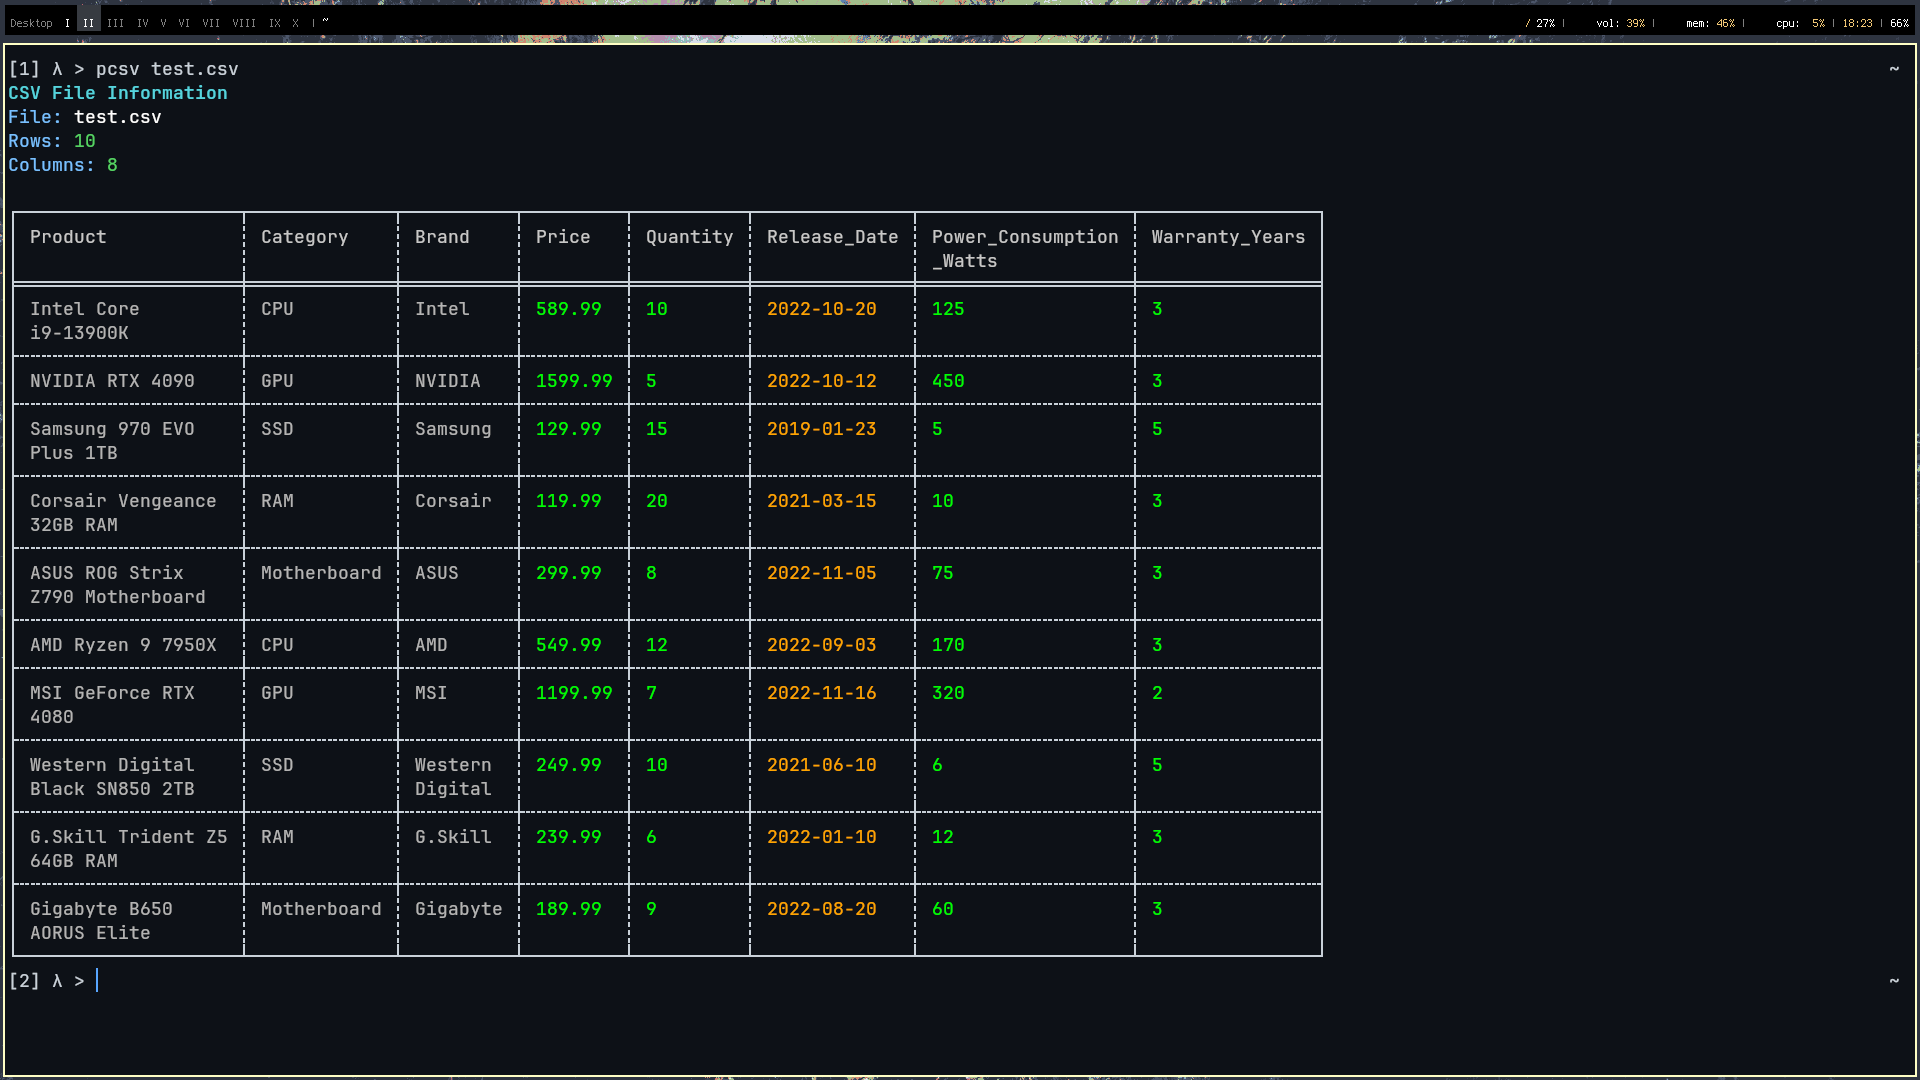 Desktop I II III IV V VI VII VIII IX X | ~ / 27% | vol: 39% | mem: 46% | cpu: 5% | 18:23 | 66%
[1] λ > pcsv test.csv ~
CSV File Information
File: test.csv
Rows: 10
Columns: 8
Product Category Brand Price Quantity Release_Date Power_Consumption Warranty_Years
_Watts
Intel Core CPU Intel 589.99 10 2022-10-20 125 3
i9-13900K
NVIDIA RTX 4090 GPU NVIDIA 1599.99 5 2022-10-12 450 3
Samsung 970 EVO SSD Samsung 129.99 15 2019-01-23 5 5
Plus 1TB
Corsair Vengeance RAM Corsair 119.99 20 2021-03-15 10 3
32GB RAM
ASUS ROG Strix Motherboard ASUS 299.99 8 2022-11-05 75 3
Z790 Motherboard
AMD Ryzen 9 7950X CPU AMD 549.99 12 2022-09-03 170 3
MSI GeForce RTX GPU MSI 1199.99 7 2022-11-16 320 2
4080
Western Digital SSD Western 249.99 10 2021-06-10 6 5
Black SN850 2TB Digital
G.Skill Trident Z5 RAM G.Skill 239.99 6 2022-01-10 12 3
64GB RAM
Gigabyte B650 Motherboard Gigabyte 189.99 9 2022-08-20 60 3
AORUS Elite
[2] λ > ~